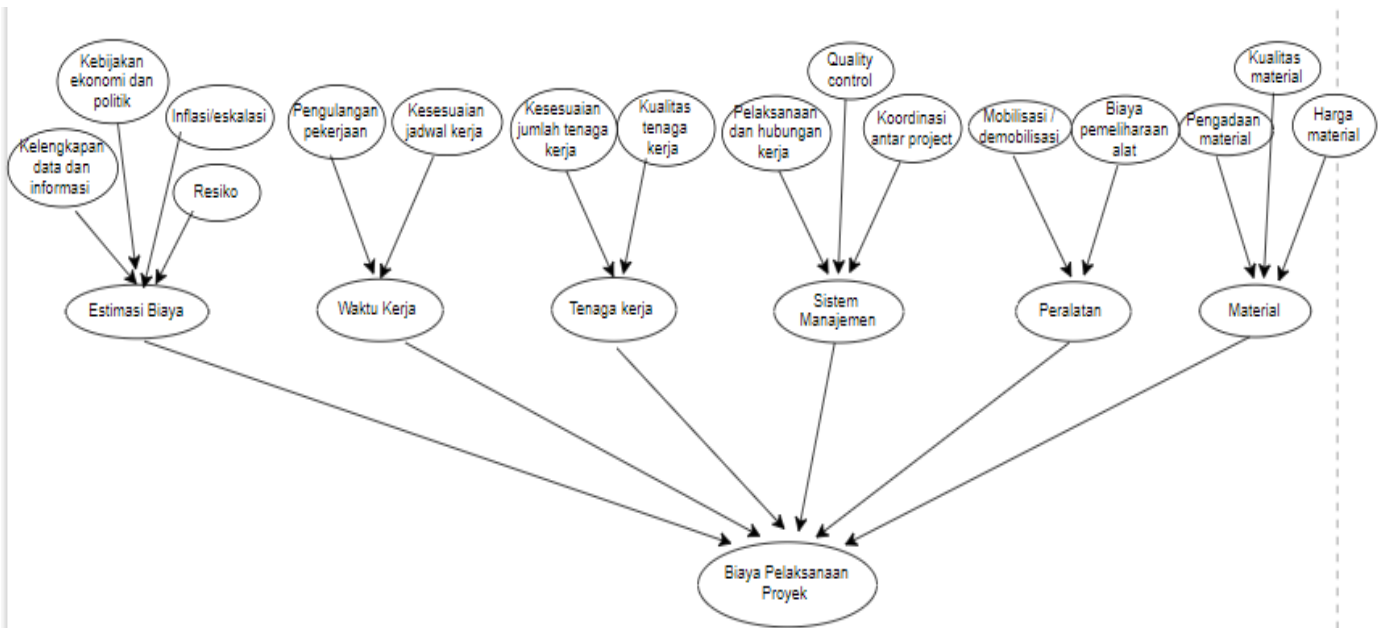 Kebijakan
ekonomi dan
politik
Inflasi/eskalasi
Kelengkapan
data dan
informasi
Resiko
Pengulangan
pekerjaan
Kesesuaian
jadwal kerja
Kesesuaian
jumlah tenaga
kerja
Kualitas
tenaga
kerja
Pelaksanaan
dan hubungan
kerja
Quality
control
Koordinasi
antar project
Mobilisasi /
demobilisasi
Biaya
pemeliharaan
alat
Pengadaan
material
Kualitas
material
Harga
material
Estimasi Biaya
Waktu Kerja
Tenaga kerja
Sistem
Manajemen
Peralatan
Material
Biaya Pelaksanaan
Proyek